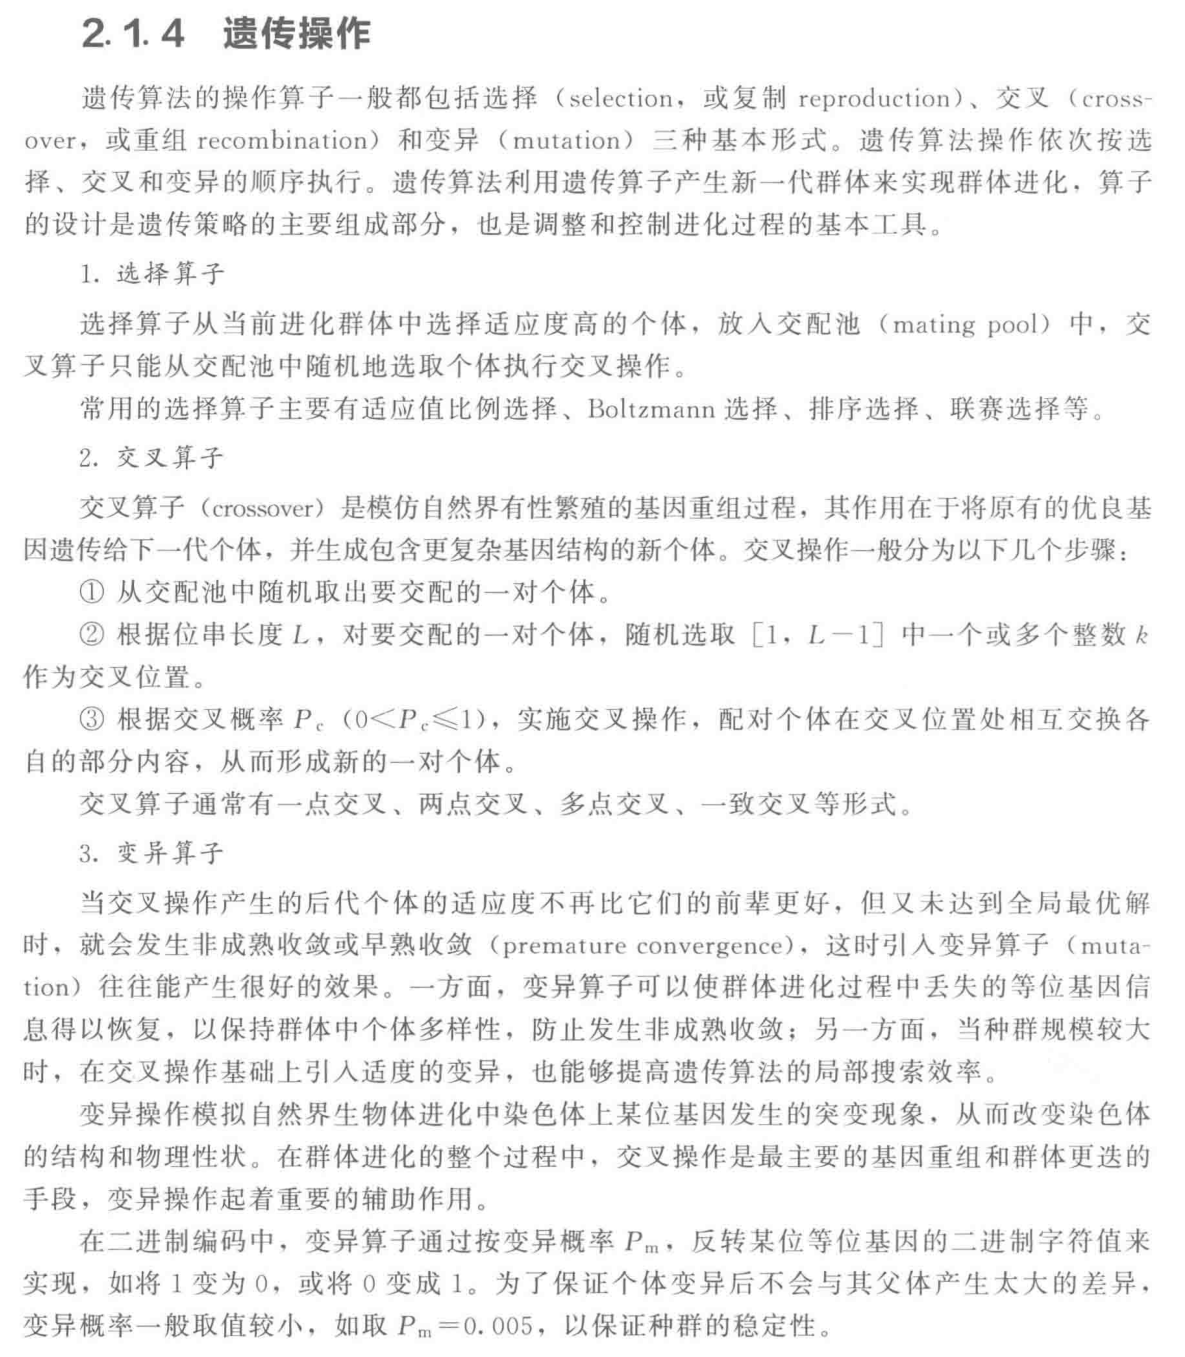 2.1.4 遗传操作
遗传算法的操作算子一般都包括选择（selection，或复制 reproduction）、交叉（cross-
over，或重组 recombination）和变异（mutation）三种基本形式。遗传算法操作依次按选
择、交叉和变异的顺序执行。遗传算法利用遗传算子产生新一代群体来实现群体进化，算子
的设计是遗传策略的主要组成部分，也是调整和控制进化过程的基本工具。
1. 选择算子
选择算子从当前进化群体中选择适应度高的个体，放入交配池（mating pool）中，交
叉算子只能从交配池中随机地选取个体执行交叉操作。
常用的选择算子主要有适应值比例选择、Boltzmann 选择、排序选择、联赛选择等。
2. 交叉算子
交叉算子（crossover）是模仿自然界有性繁殖的基因重组过程，其作用在于将原有的优良基
因遗传给下一代个体，并生成包含更复杂基因结构的新个体。交叉操作一般分为以下几个步骤：
① 从交配池中随机取出要交配的一对个体。
② 根据位串长度 L，对要交配的一对个体，随机选取［1，L－1］中一个或多个整数 k
作为交叉位置。
③ 根据交叉概率 Pc（0＜Pc≤1），实施交叉操作，配对个体在交叉位置处相互交换各
自的部分内容，从而形成新的一对个体。
交叉算子通常有一点交叉、两点交叉、多点交叉、一致交叉等形式。
3. 变异算子
当交叉操作产生的后代个体的适应度不再比它们的前辈更好，但又未达到全局最优解
时，就会发生非成熟收敛或早熟收敛（premature convergence），这时引入变异算子（muta-
tion）往往能产生很好的效果。一方面，变异算子可以使群体进化过程中丢失的等位基因信
息得以恢复，以保持群体中个体多样性，防止发生非成熟收敛；另一方面，当种群规模较大
时，在交叉操作基础上引入适度的变异，也能够提高遗传算法的局部搜索效率。
变异操作模拟自然界生物体进化中染色体上某位基因发生的突变现象，从而改变染色体
的结构和物理性状。在群体进化的整个过程中，交叉操作是最主要的基因重组和群体更迭的
手段，变异操作起着重要的辅助作用。
在二进制编码中，变异算子通过按变异概率 Pm，反转某位等位基因的二进制字符值来
实现，如将 1 变为 0，或将 0 变成 1。为了保证个体变异后不会与其父体产生太大的差异，
变异概率一般取值较小，如取 Pm＝0.005，以保证种群的稳定性。